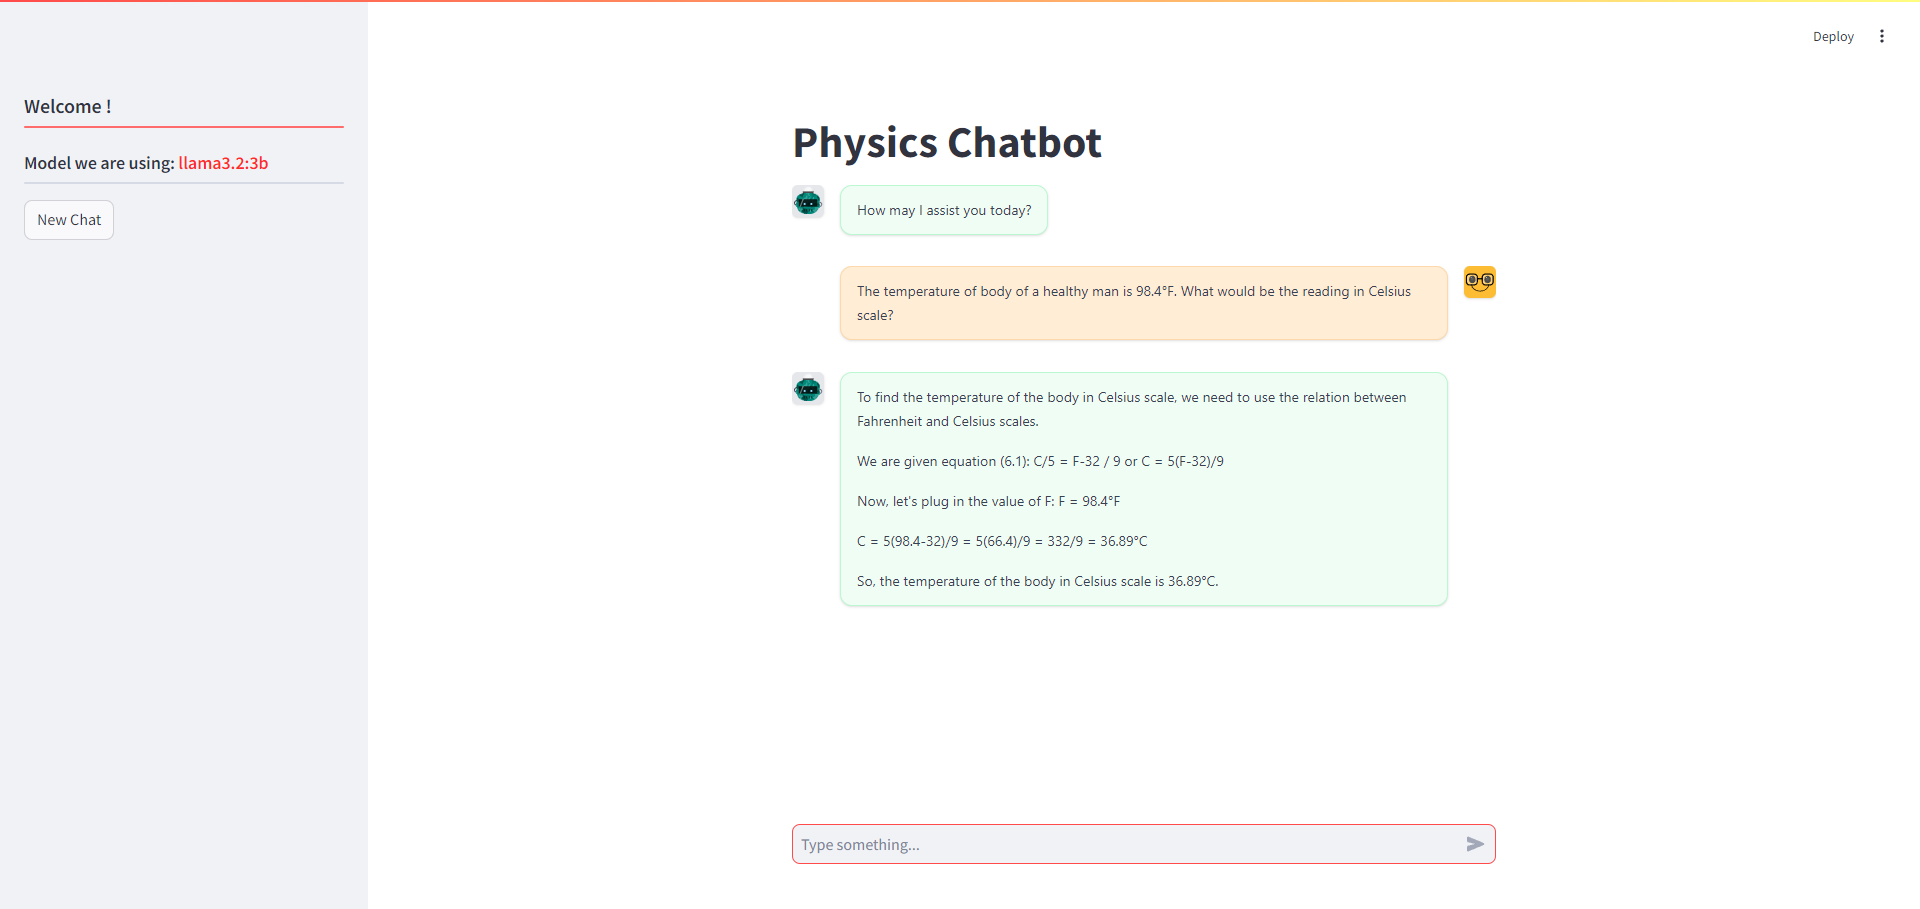 Deploy
Welcome !
Model we are using: llama3.2:3b
New Chat
Physics Chatbot
How may I assist you today?
The temperature of body of a healthy man is 98.4°F. What would be the reading in Celsius
scale?
To find the temperature of the body in Celsius scale, we need to use the relation between
Fahrenheit and Celsius scales.
We are given equation (6.1): C/5 = F-32 / 9 or C = 5(F-32)/9
Now, let's plug in the value of F: F = 98.4°F
C = 5(98.4-32)/9 = 5(66.4)/9 = 332/9 = 36.89°C
So, the temperature of the body in Celsius scale is 36.89°C.
Type something...